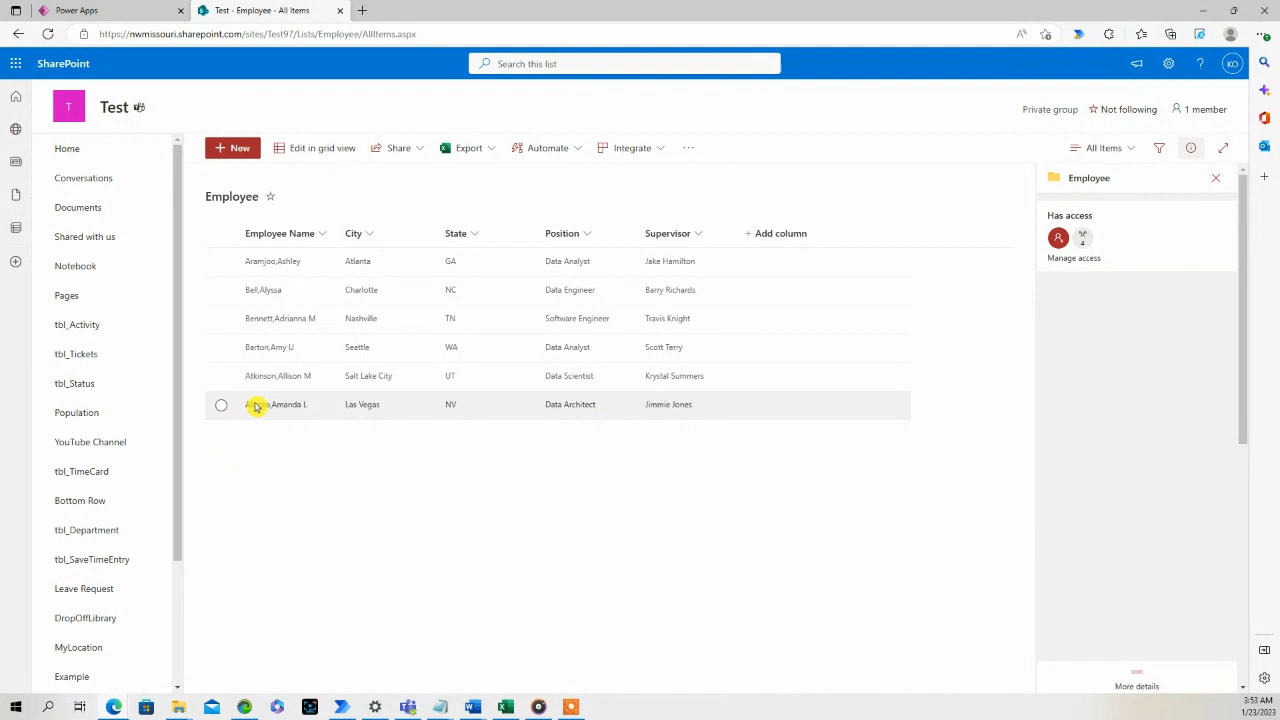 Power Apps
Test - Employee - All Items
https://nwmissouri.sharepoint.com/sites/Test97/Lists/Employee/AllItems.aspx
SharePoint
Search this list
KO
T
Test
Private group
Not following
1 member
Home
Conversations
Documents
Shared with us
Notebook
Pages
tbl_Activity
tbl_Tickets
tbl_Status
Population
YouTube Channel
tbl_TimeCard
Bottom Row
tbl_Department
tbl_SaveTimeEntry
Leave Request
DropOffLibrary
MyLocation
Example
New
Edit in grid view
Share
Export
Automate
Integrate
All Items
Employee
Employee Name City State Position Supervisor + Add column
Aramjoo,Ashley Atlanta GA Data Analyst Jake Hamilton
Bell,Alyssa Charlotte NC Data Engineer Barry Richards
Bennett,Adrianna M Nashville TN Software Engineer Travis Knight
Barton,Amy U Seattle WA Data Analyst Scott Terry
Atkinson,Allison M Salt Lake City UT Data Scientist Krystal Summers
Amanda L Las Vegas NV Data Architect Jimmie Jones
Employee
Has access
4
Manage access
More details
3:53 AM
1/23/2023